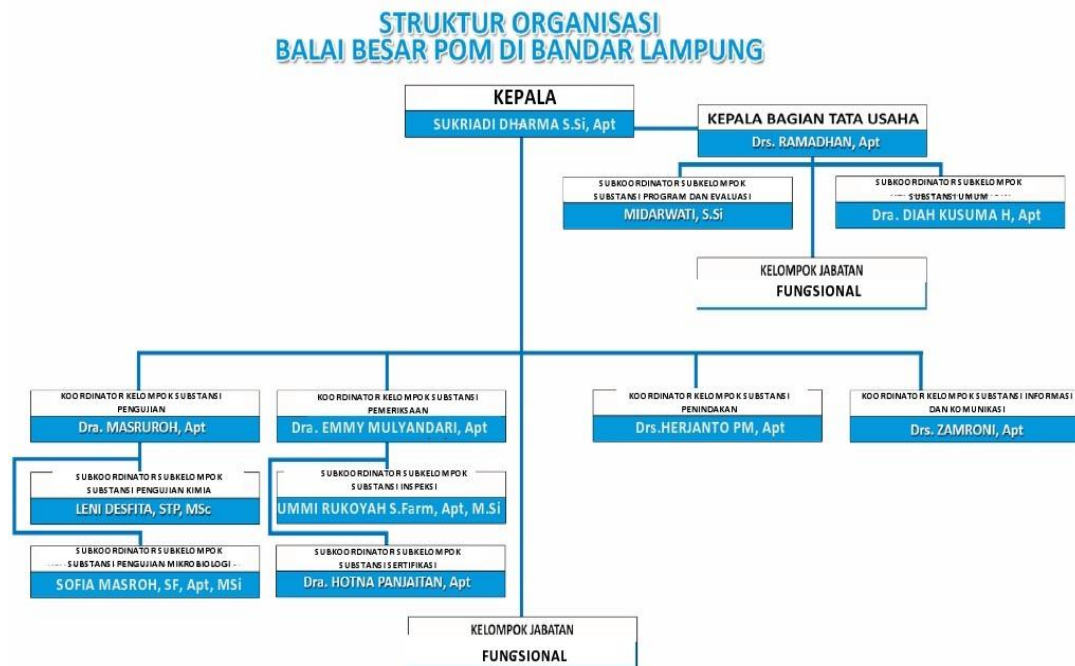 STRUKTUR ORGANISASI
BALAI BESAR POM DI BANDAR LAMPUNG
KEPALA
SUKRIADI DHARMA S.Si, Apt
KEPALA BAGIAN TATA USAHA
Drs. RAMADHAN, Apt
SUBKOORDINATOR SUBKELOMPOK
SUBSTANSI PROGRAM DAN EVALUASI
MIDARWATI, S.Si
SUBKOORDINATOR SUBKELOMPOK
SUBSTANSI UMUM
Dra. DIAH KUSUMA H, Apt
KELOMPOK JABATAN
FUNGSIONAL
KOORDINATOR KELOMPOK SUBSTANSI
PENGUJIAN
Dra. MASRUROH, Apt
KOORDINATOR KELOMPOK SUBSTANSI
PEMERIKSAAN
Dra. EMMY MULYANDARI, Apt
KOORDINATOR KELOMPOK SUBSTANSI
PENINDAKAN
Drs.HERJANTO PM, Apt
KOORDINATOR KELOMPOK SUBSTANSI INFORMASI
DAN KOMUNIKASI
Drs. ZAMRONI, Apt
SUBKOORDINATOR SUBKELOMPOK
SUBSTANSI PENGUJIAN KIMIA
LENI DESFITA, STP, MSc
SUBKOORDINATOR SUBKELOMPOK
SUBSTANSI INSPEKSI
UMMI RUKOYAH S.Farm, Apt, M.Si
SUBKOORDINATOR SUBKELOMPOK
SUBSTANSI PENGUJIAN MIKROBIOLOGI
SOFIA MASROH, SF, Apt, MSi
SUBKOORDINATOR SUBKELOMPOK
SUBSTANSI SERTIFIKASI
Dra. HOTNA PANJAITAN, Apt
KELOMPOK JABATAN
FUNGSIONAL